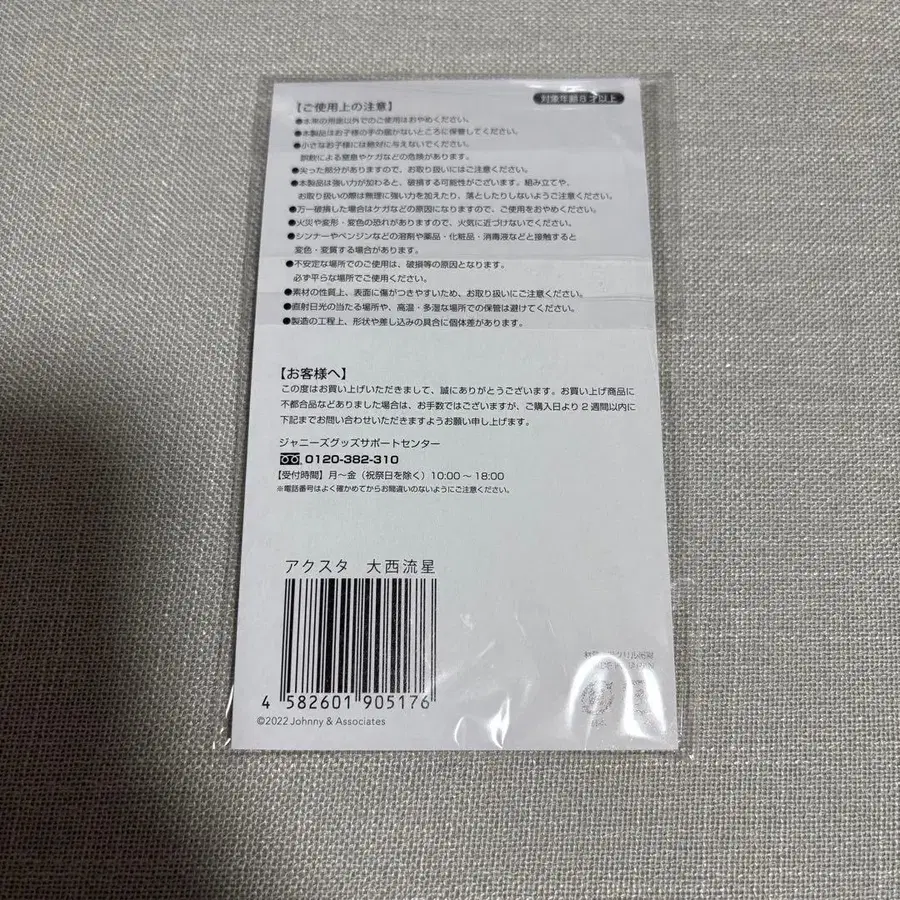 【ご使用上の注意】
対象年齢8才以上
●本来の用途以外でのご使用はおやめください。
●本製品はお子様の手の届かないところに保管してください。
●小さなお子様には絶対に与えないでください。
誤飲による窒息やケガなどの危険があります。
●尖った部分がありますので、お取り扱いにはご注意ください。
●本製品は強い力が加わると、破損する可能性がございます。組み立てや、
お取り扱いの際は無理に強い力を加えたり、落としたりしないようご注意ください。
●万一破損した場合はケガなどの原因になりますので、ご使用をおやめください。
●火災や変形・変色の恐れがありますので、火気に近づけないでください。
●シンナーやベンジンなどの溶剤や薬品・化粧品・消毒液などと接触すると
変色・変質する場合があります。
●不安定な場所でのご使用は、破損等の原因となります。
必ず平らな場所でご使用ください。
●素材の性質上、表面に傷がつきやすいため、お取り扱いにご注意ください。
●直射日光の当たる場所や、高温・多湿な場所での保管は避けてください。
●製造の工程上、形状や差し込みの具合に個体差があります。
【お客様へ】
この度はお買い上げいただきまして、誠にありがとうございます。お買い上げ商品に
不都合品などありました場合は、お手数ではございますが、ご購入日より2週間以内に
下記までお問い合わせいただきますようお願い申し上げます。
ジャニーズグッズサポートセンター
0120-382-310
【受付時間】月〜金（祝祭日を除く）10:00〜18:00
※電話番号はよく確かめてからお間違いのないようにご注意ください。
アクスタ 大西流星
4 582601 905176
©2022 Johnny & Associates